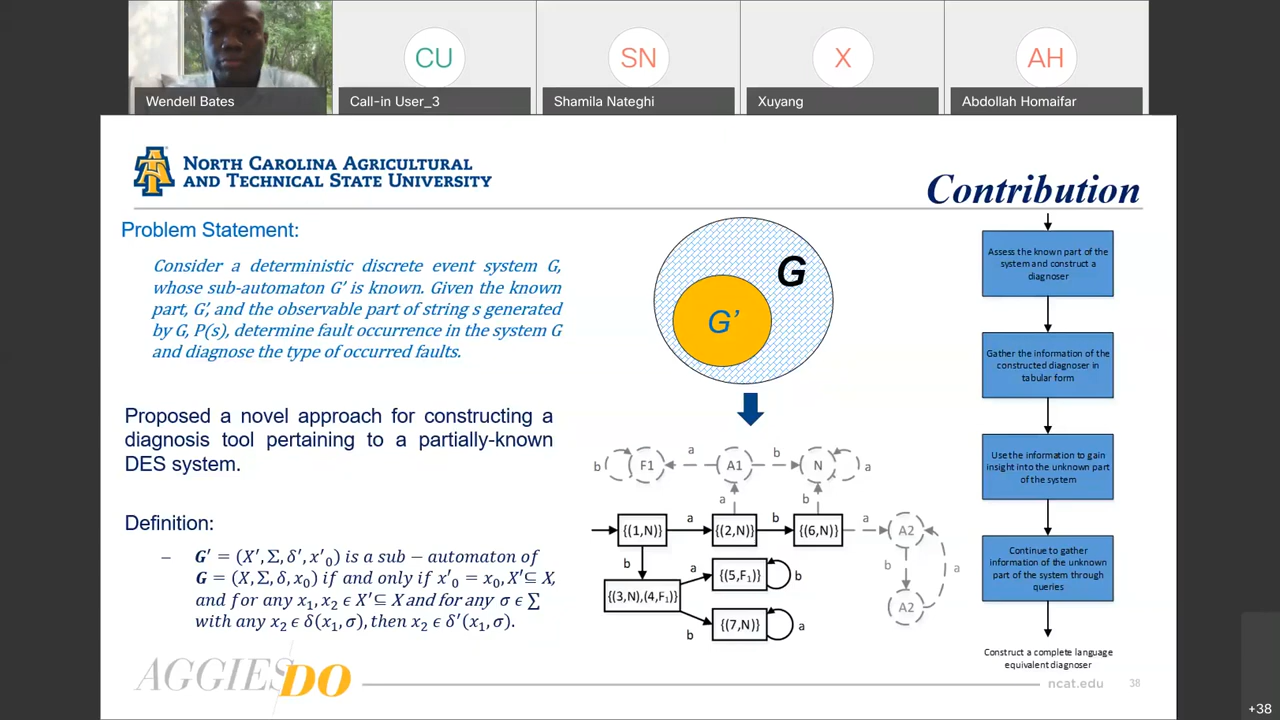 CU
SN
X
AH
Wendell Bates
Call-in User_3
Shamila Nateghi
Xuyang
Abdollah Homaifar
NORTH CAROLINA AGRICULTURAL
AND TECHNICAL STATE UNIVERSITY
Contribution
Problem Statement:
Consider a deterministic discrete event system G,
whose sub-automaton G' is known. Given the known
part, G', and the observable part of string s generated
by G, P(s), determine fault occurrence in the system G
and diagnose the type of occurred faults.
Proposed a novel approach for constructing a
diagnosis tool pertaining to a partially-known
DES system.
Definition:
– G′ = (X′, Σ, δ′, x′₀) is a sub − automaton of
G = (X, Σ, δ, x₀) if and only if x′₀ = x₀, X′⊆ X,
and for any x₁, x₂ ϵ X′⊆ X and for any σ ϵ Σ
with any x₂ ϵ δ(x₁, σ), then x₂ ϵ δ′(x₁, σ).
G
G'
b F1 a A1 b N a
a b
{(1,N)} a {(2,N)} b {(6,N)} a A2
b a {(5,F₁)} b b a
{(3,N),(4,F₁)} A2
b {(7,N)} a
Assess the known part of the
system and construct a
diagnoser
Gather the information of the
constructed diagnoser in
tabular form
Use the information to gain
insight into the unknown part
of the system
Continue to gather
information of the unknown
part of the system through
queries
Construct a complete language
equivalent diagnoser
AGGIES DO
ncat.edu
38
+38